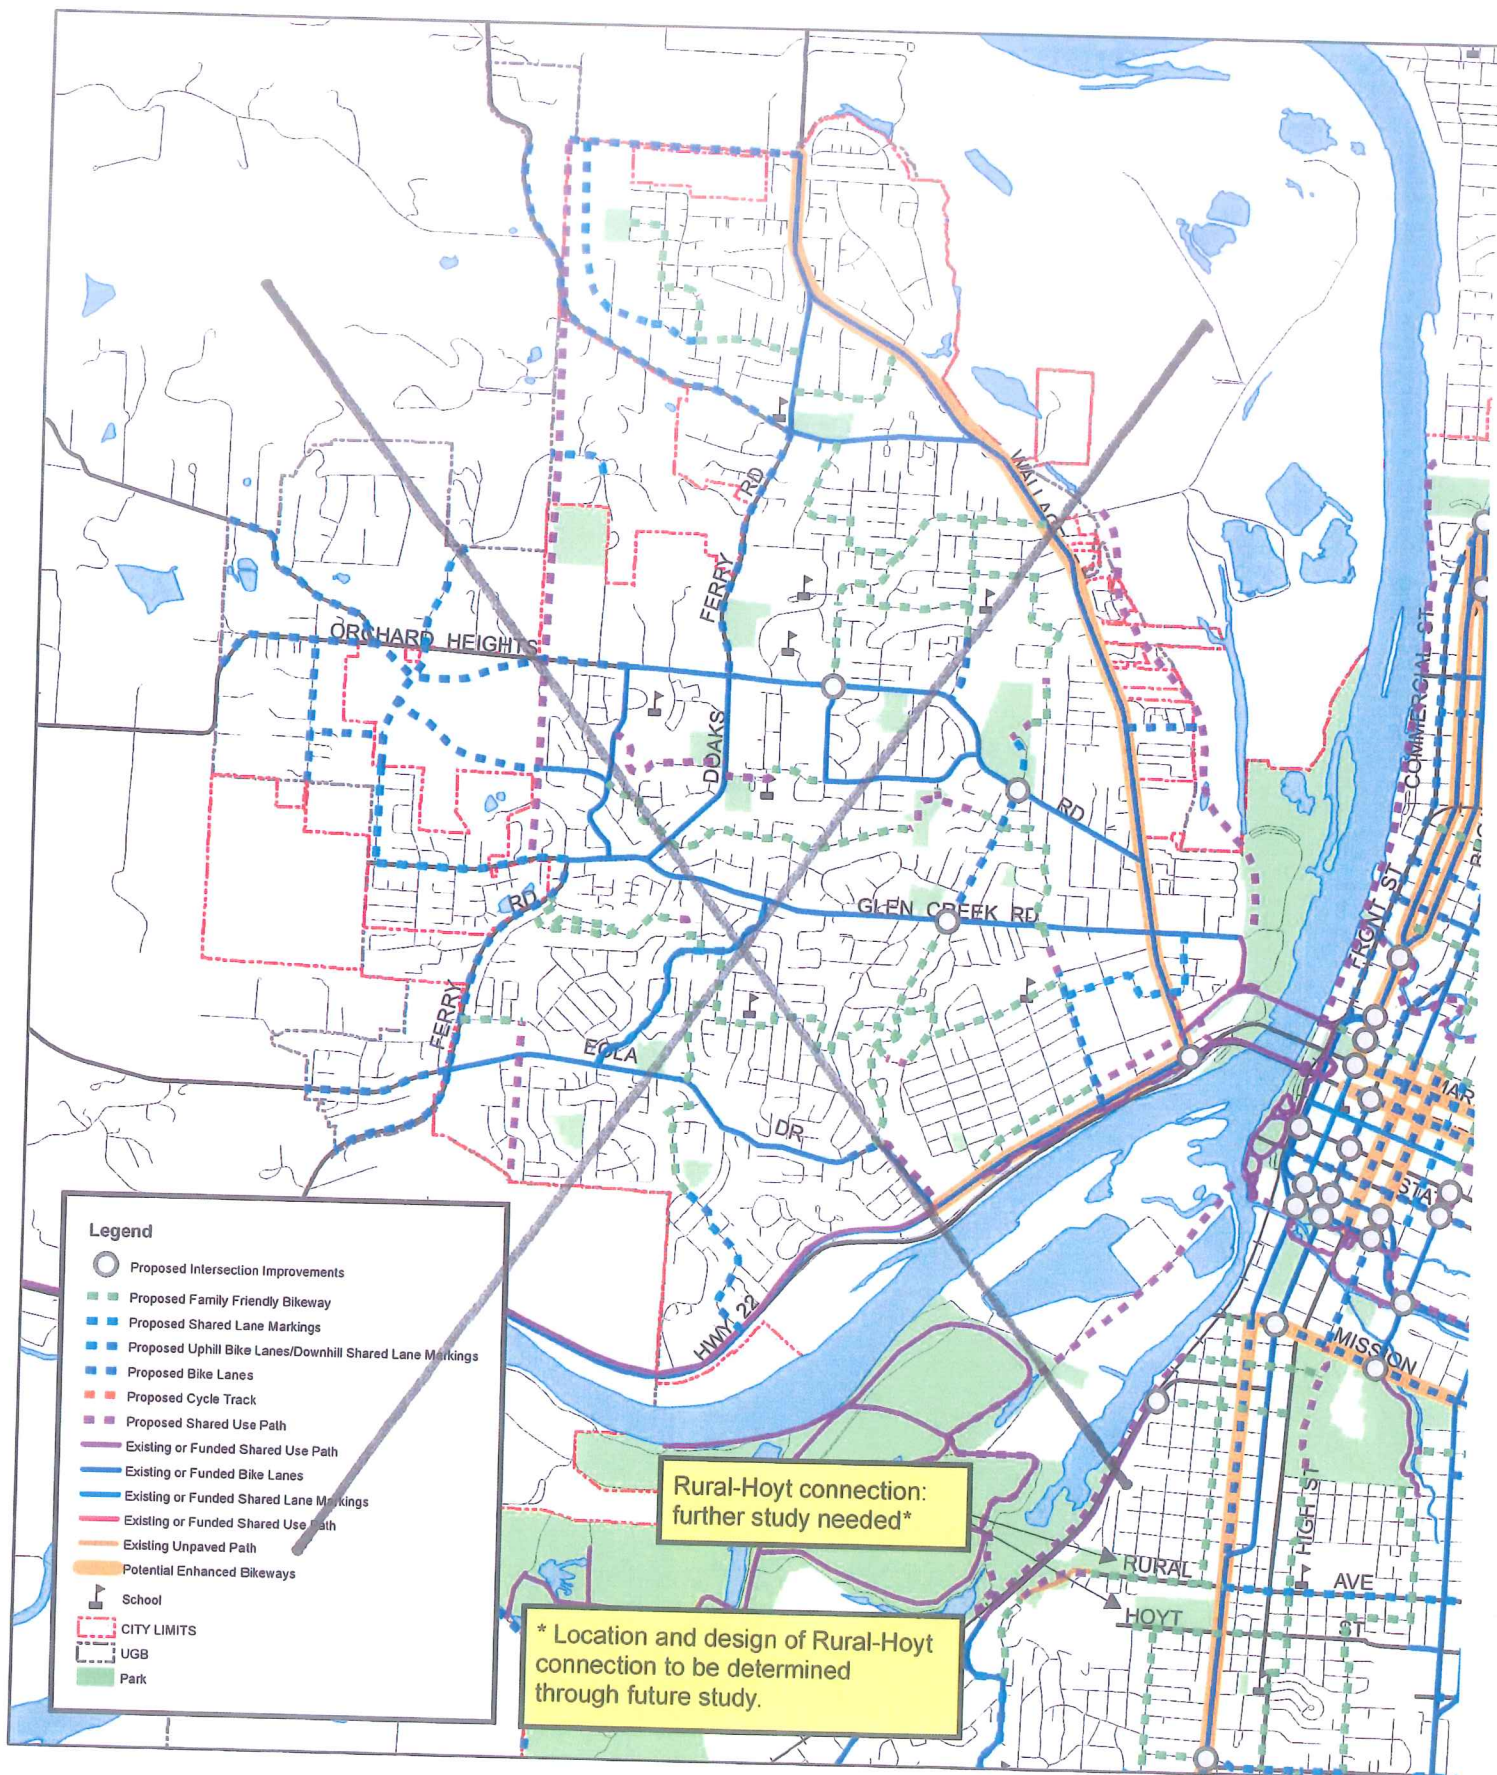 WALLACE
RD
FERRY
ORCHARD HEIGHTS
DOAKS
COMMERCIAL ST
RD
FRONT ST
RD
GLEN CREEK RD
FERRY
EOLA
DR
STA
HWY 22
MISSION
HIGH ST
Legend
Proposed Intersection Improvements
Proposed Family Friendly Bikeway
Proposed Shared Lane Markings
Proposed Uphill Bike Lanes/Downhill Shared Lane Markings
Proposed Bike Lanes
Proposed Cycle Track
Proposed Shared Use Path
Existing or Funded Shared Use Path
Existing or Funded Bike Lanes
Existing or Funded Shared Lane Markings
Existing or Funded Shared Use Path
Existing Unpaved Path
Potential Enhanced Bikeways
School
CITY LIMITS
UGB
Park
Rural-Hoyt connection:
further study needed*
RURAL
AVE
HOYT
ST
* Location and design of Rural-Hoyt
connection to be determined
through future study.